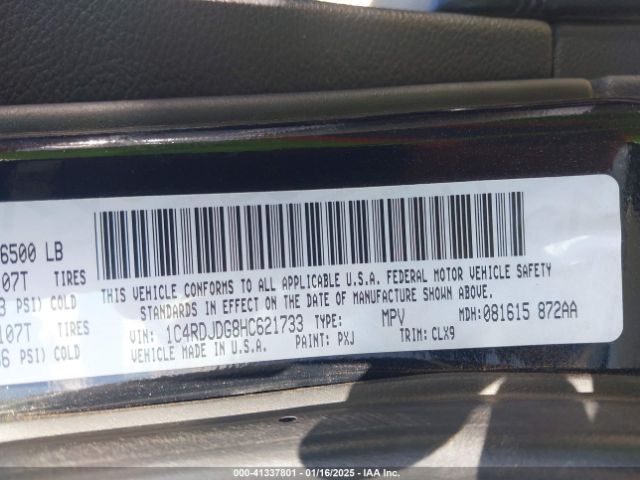 6500 LB
07T TIRES
PSI) COLD
107T TIRES
6 PSI) COLD
THIS VEHICLE CONFORMS TO ALL APPLICABLE U.S.A. FEDERAL MOTOR VEHICLE SAFETY
STANDARDS IN EFFECT ON THE DATE OF MANUFACTURE SHOWN ABOVE.
VIN: 1C4RDJDG8HC621733 TYPE: MPV MDH: 081615 872AA
VEHICLE MADE IN U.S.A. PAINT: PXJ TRIM: CLX9
000-41337801 - 01/16/2025 - IAA Inc.